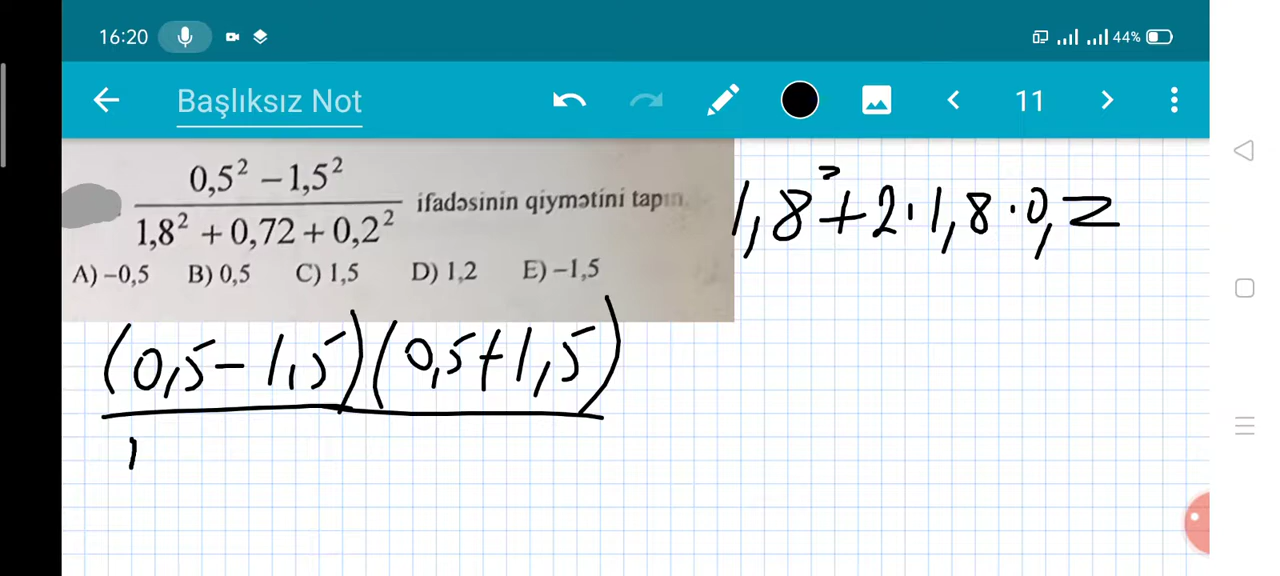 16:20 44%
Başlıksız Not 11
0,5² − 1,5²
1,8² + 0,72 + 0,2² ifadəsinin qiymətini tapın.
A) −0,5 B) 0,5 C) 1,5 D) 1,2 E) −1,5
1,8² + 2 · 1,8 · 0,2
(0,5 − 1,5)(0,5 + 1,5)
1